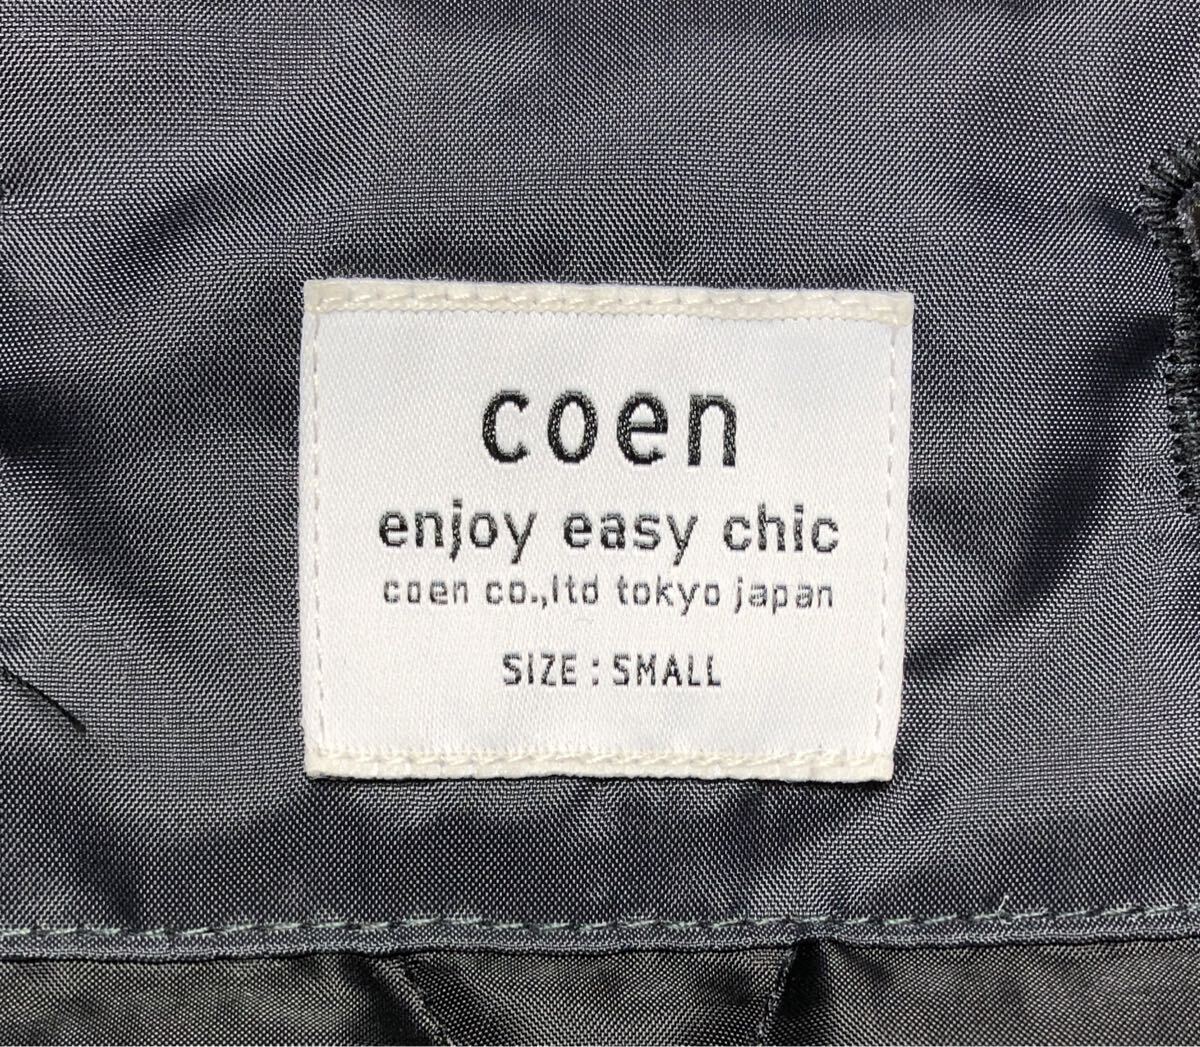 coen
enjoy easy chic
coen co.,ltd tokyo japan
SIZE : SMALL